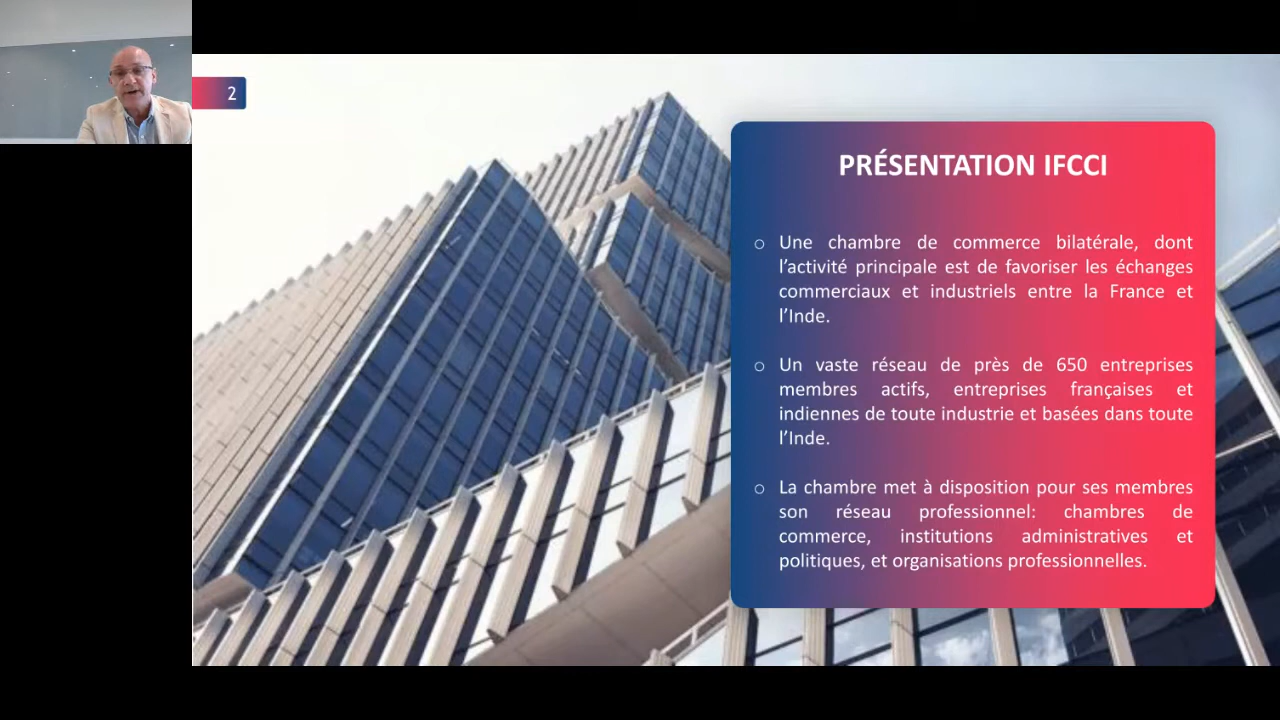 2
PRÉSENTATION IFCCI
o Une chambre de commerce bilatérale, dont
l’activité principale est de favoriser les échanges
commerciaux et industriels entre la France et
l’Inde.
o Un vaste réseau de près de 650 entreprises
membres actifs, entreprises françaises et
indiennes de toute industrie et basées dans toute
l’Inde.
o La chambre met à disposition pour ses membres
son réseau professionnel: chambres de
commerce, institutions administratives et
politiques, et organisations professionnelles.